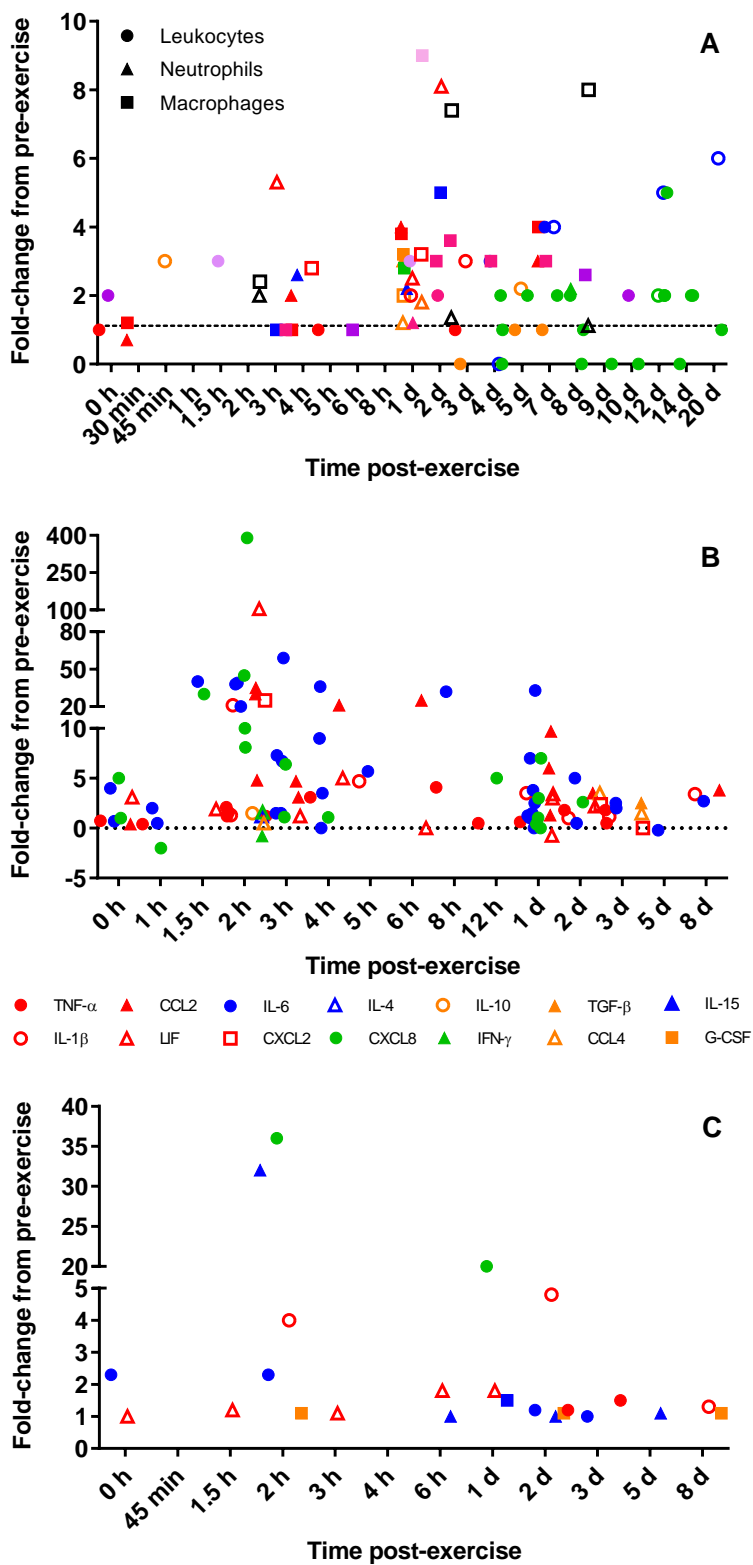 A
Leukocytes
Neutrophils
Macrophages
Fold-change from pre-exercise
10
8
6
4
2
0
0 h
30 min
45 min
1 h
1.5 h
2 h
3 h
4 h
5 h
6 h
8 h
1 d
2 d
3 d
4 d
5 d
7 d
8 d
9 d
10 d
12 d
14 d
20 d
Time post-exercise
B
Fold-change from pre-exercise
400
250
100
80
50
20
10
5
0
-5
0 h
1 h
1.5 h
2 h
3 h
4 h
5 h
6 h
8 h
12 h
1 d
2 d
3 d
5 d
8 d
Time post-exercise
TNF-α CCL2 IL-6 IL-4 IL-10 TGF-β IL-15
IL-1β LIF CXCL2 CXCL8 IFN-γ CCL4 G-CSF
C
Fold-change from pre-exercise
40
35
30
25
20
5
4
3
2
1
0
0 h
45 min
1.5 h
2 h
3 h
4 h
6 h
1 d
2 d
3 d
5 d
8 d
Time post-exercise